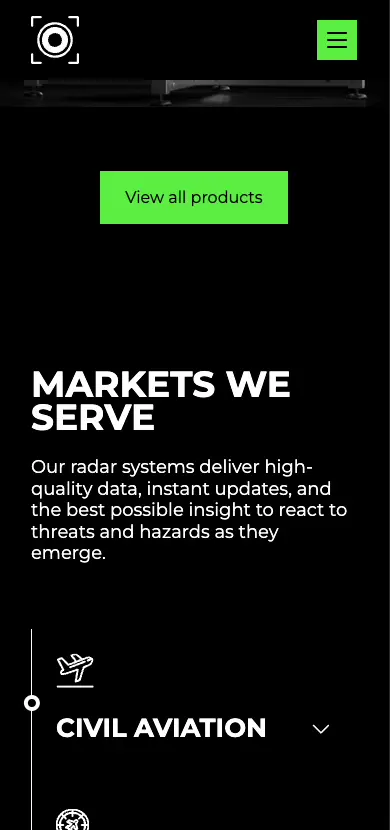 View all products
MARKETS WE
SERVE
Our radar systems deliver high-
quality data, instant updates, and
the best possible insight to react to
threats and hazards as they
emerge.
CIVIL AVIATION